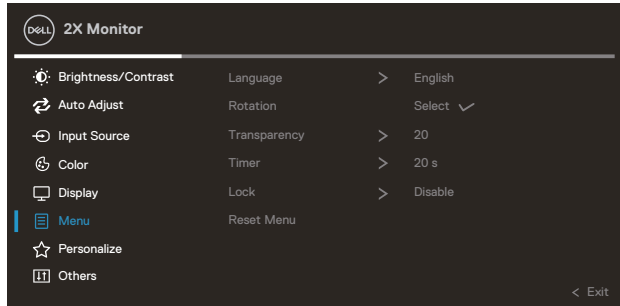 DELL 2X Monitor
Brightness/Contrast Language > English
Auto Adjust Rotation Select ✓
Input Source Transparency > 20
Color Timer > 20 s
Display Lock > Disable
Menu Reset Menu
Personalize
Others
< Exit